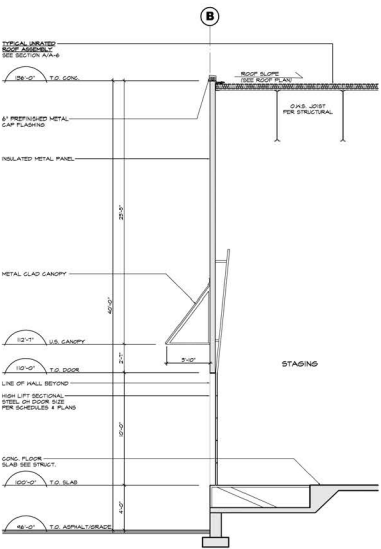 B
TYPICAL UNRATED
ROOF ASSEMBLY
SEE SECTION A/A-6
136'-0" T.O. CONC.
ROOF SLOPE
(SEE ROOF PLAN)
O.W.S. JOIST
PER STRUCTURAL
6" PREFINISHED METAL
CAP FLASHING
INSULATED METAL PANEL
23'-5"
40'-0"
METAL CLAD CANOPY
112'-7" U.S. CANOPY
5'-10"
2'-7"
STAGING
110'-0" T.O. DOOR
LINE OF WALL BEYOND
HIGH LIFT SECTIONAL
STEEL OH DOOR SIZE
PER SCHEDULES & PLANS
10'-0"
CONC. FLOOR
SLAB SEE STRUCT.
100'-0" T.O. SLAB
4'-0"
96'-0" T.O. ASPHALT/GRADE